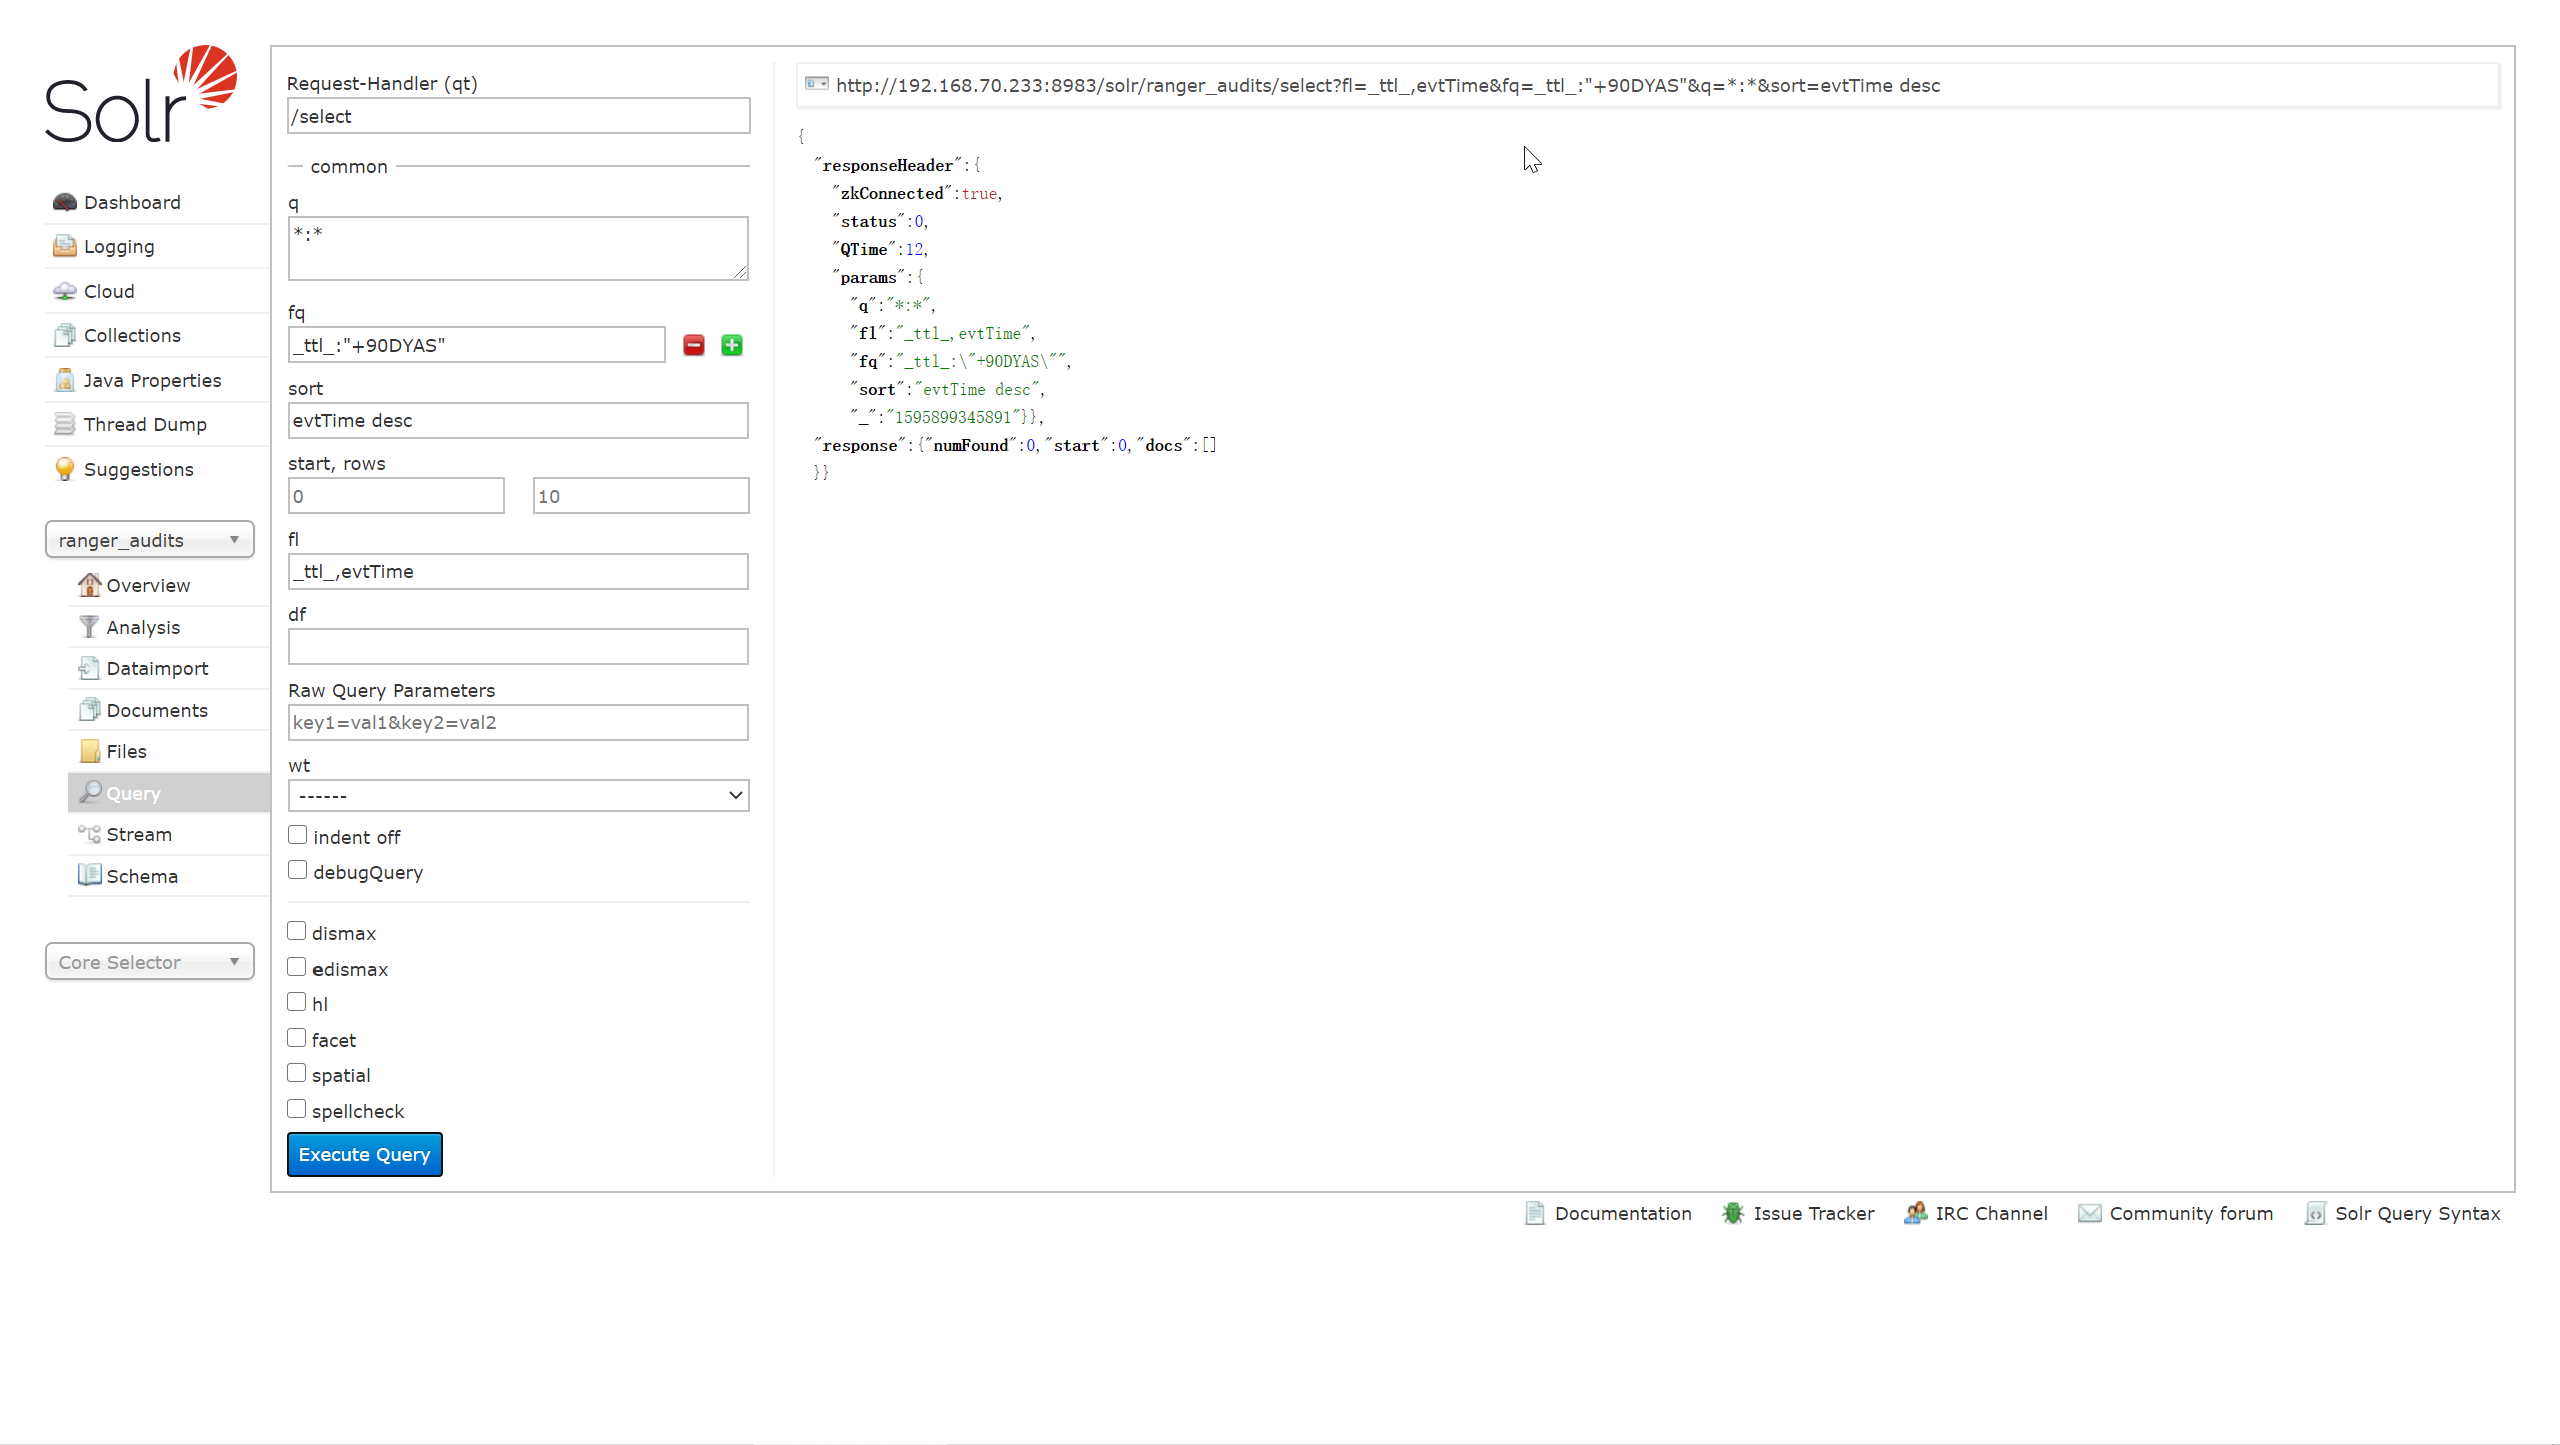 Solr
Dashboard
Logging
Cloud
Collections
Java Properties
Thread Dump
Suggestions
ranger_audits
Overview
Analysis
Dataimport
Documents
Files
Query
Stream
Schema
Core Selector
Request-Handler (qt)
/select
common
q
*:*
fq
_ttl_:"+90DYAS"
sort
evtTime desc
start, rows
0 10
fl
_ttl_,evtTime
df
Raw Query Parameters
key1=val1&key2=val2
wt
------
indent off
debugQuery
dismax
edismax
hl
facet
spatial
spellcheck
Execute Query
http://192.168.70.233:8983/solr/ranger_audits/select?fl=_ttl_,evtTime&fq=_ttl_:"+90DYAS"&q=*:*&sort=evtTime desc
{
"responseHeader":{
"zkConnected":true,
"status":0,
"QTime":12,
"params":{
"q":"*:*",
"fl":"_ttl_,evtTime",
"fq":"_ttl_:\"+90DYAS\"",
"sort":"evtTime desc",
"_":"1595899345891"}},
"response":{"numFound":0,"start":0,"docs":[]
}}
Documentation Issue Tracker IRC Channel Community forum Solr Query Syntax